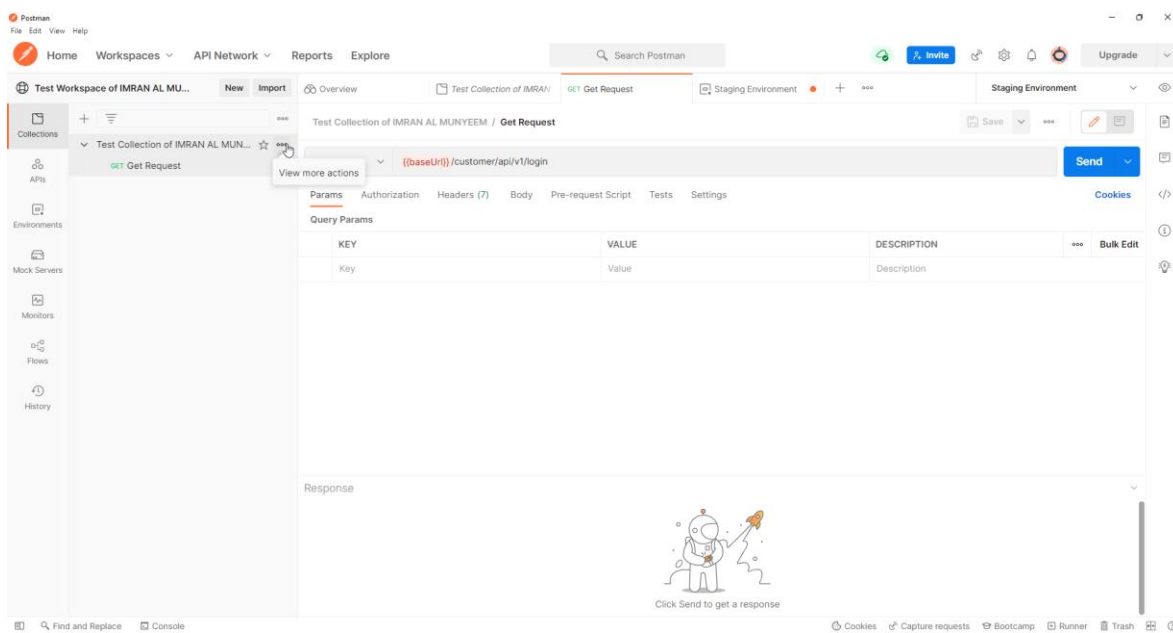 Postman
File Edit View Help
Home Workspaces API Network Reports Explore Search Postman Invite Upgrade
Test Workspace of IMRAN AL MU... New Import Overview Test Collection of IMRAN GET Get Request Staging Environment Staging Environment
Collections
Test Collection of IMRAN AL MUNYEEM / Get Request Save
Test Collection of IMRAN AL MUN...
GET Get Request
{{baseUrl}}/customer/api/v1/login Send
View more actions
APIs
Params Authorization Headers (7) Body Pre-request Script Tests Settings Cookies
Query Params
Environments
KEY VALUE DESCRIPTION Bulk Edit
Key Value Description
Mock Servers
Monitors
Flows
History
Response
Click Send to get a response
Find and Replace Console Cookies Capture requests Bootcamp Runner Trash